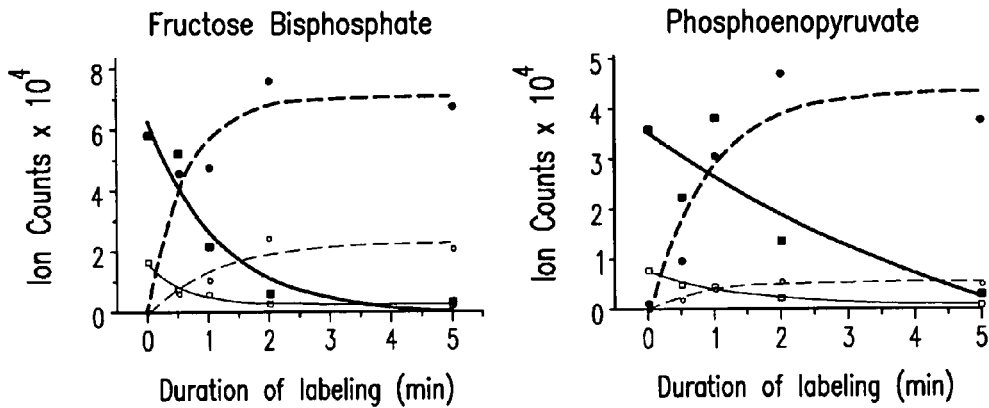 Fructose Bisphosphate
Ion Counts x 10^4
8
6
4
2
0
0 1 2 3 4 5
Duration of labeling (min)
Phosphoenopyruvate
Ion Counts x 10^4
5
4
3
2
1
0
0 1 2 3 4 5
Duration of labeling (min)